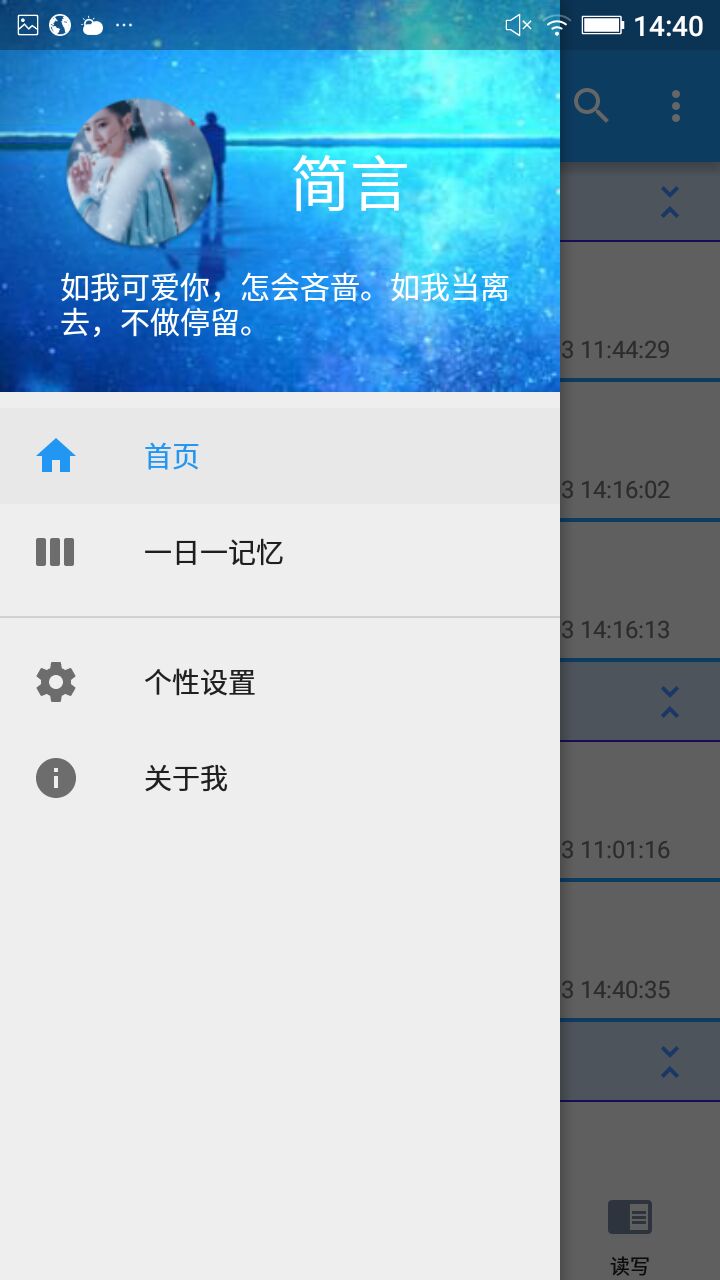 14:40
简言
如我可爱你，怎会吝啬。如我当离
去，不做停留。
首页
一日一记忆
个性设置
关于我
3 11:44:29
3 14:16:02
3 14:16:13
3 11:01:16
3 14:40:35
读写